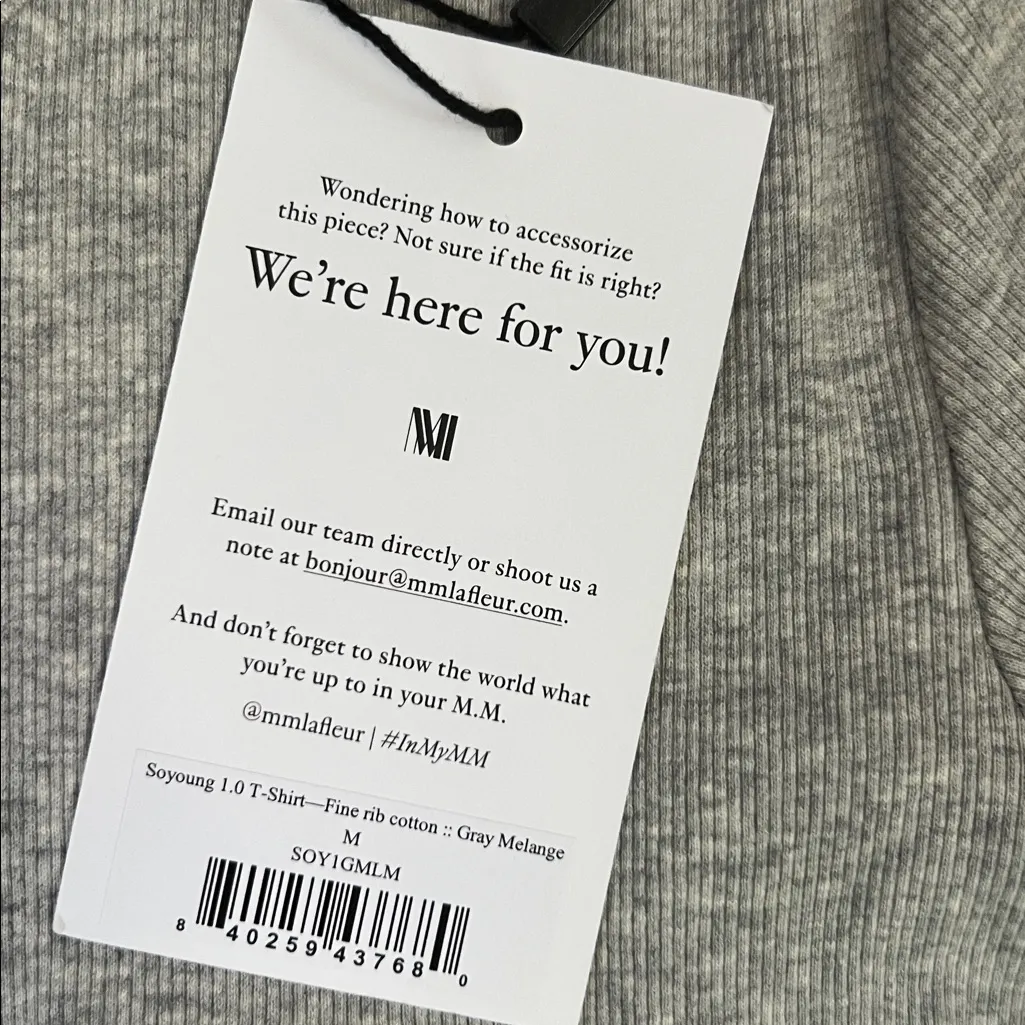 Wondering how to accessorize
this piece? Not sure if the fit is right?
We're here for you!
MM
Email our team directly or shoot us a
note at bonjour@mmlafleur.com.
And don't forget to show the world what
you're up to in your M.M.
@mmlafleur | #InMyMM
Soyoung 1.0 T-Shirt—Fine rib cotton :: Gray Melange
M
SOY1GMLM
8 40259 43768 0